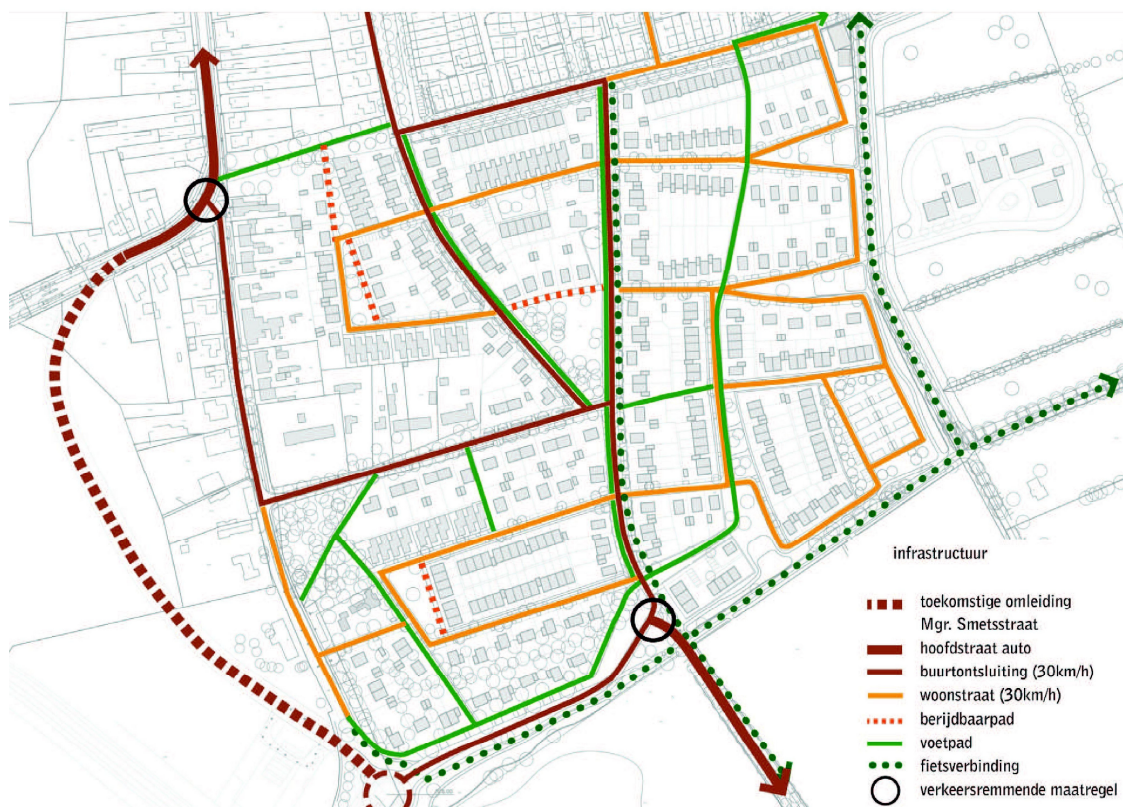 infrastructuur
toekomstige omleiding
Mgr. Smetsstraat
hoofdstraat auto
buurtontsluiting (30km/h)
woonstraat (30km/h)
berijdbaarpad
voetpad
fietsverbinding
verkeersremmende maatregel